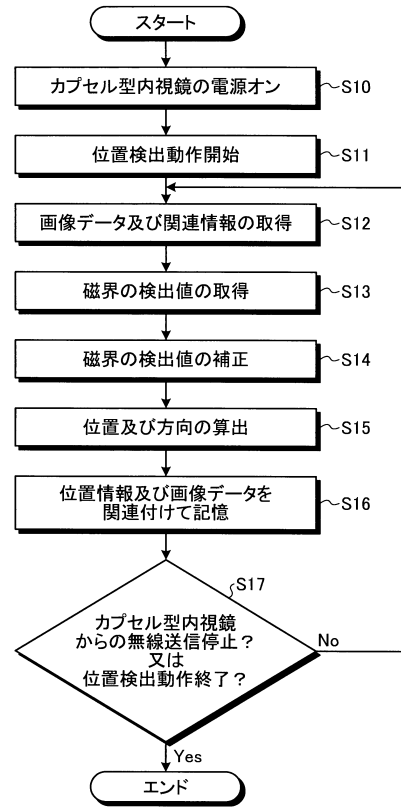 スタート
カプセル型内視鏡の電源オン
S10
位置検出動作開始
S11
画像データ及び関連情報の取得
S12
磁界の検出値の取得
S13
磁界の検出値の補正
S14
位置及び方向の算出
S15
位置情報及び画像データを
関連付けて記憶
S16
S17
カプセル型内視鏡
からの無線送信停止?
又は
位置検出動作終了?
No
Yes
エンド